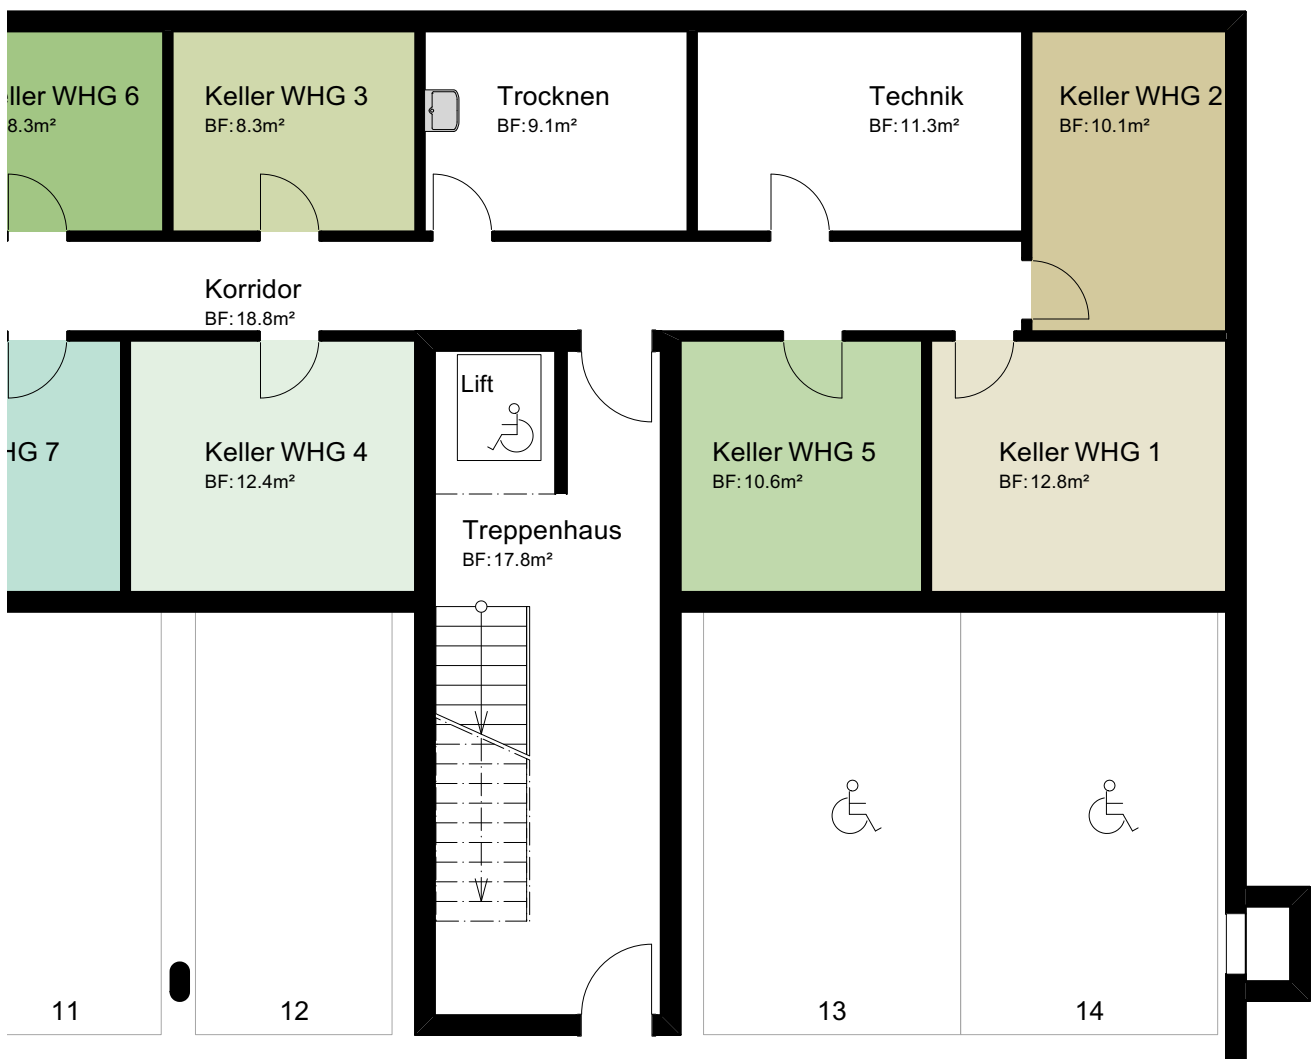 ller WHG 6
8.3m²
Keller WHG 3
BF: 8.3m²
Trocknen
BF: 9.1m²
Technik
BF: 11.3m²
Keller WHG 2
BF: 10.1m²
Korridor
BF: 18.8m²
Lift
HG 7
Keller WHG 4
BF: 12.4m²
Keller WHG 5
BF: 10.6m²
Keller WHG 1
BF: 12.8m²
Treppenhaus
BF: 17.8m²
11
12
13
14